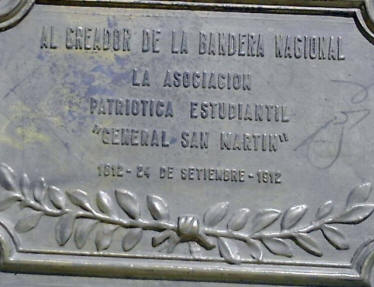 AL CREADOR DE LA BANDERA NACIONAL
LA ASOCIACION
PATRIOTICA ESTUDIANTIL
"GENERAL SAN MARTIN"
1812 - 24 DE SETIEMBRE - 1912